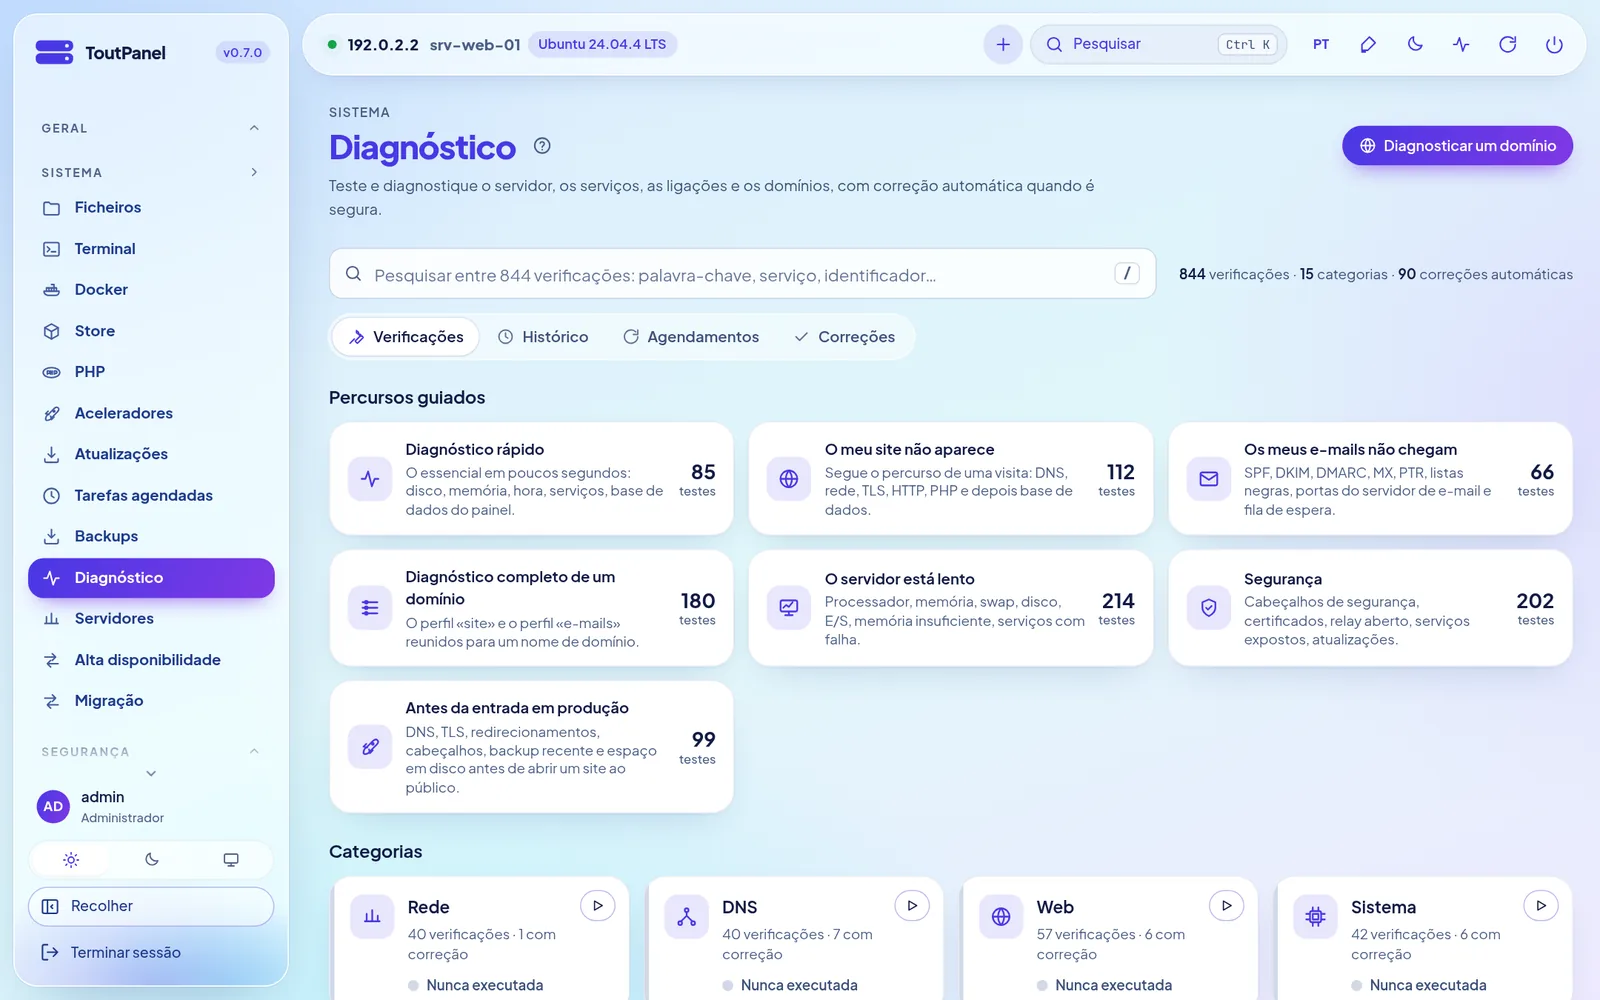 ToutPanel
v0.7.0
GERAL
SISTEMA
Ficheiros
Terminal
Docker
Store
PHP
Aceleradores
Atualizações
Tarefas agendadas
Backups
Diagnóstico
Servidores
Alta disponibilidade
Migração
SEGURANÇA
AD
admin
Administrador
Recolher
Terminar sessão
192.0.2.2 srv-web-01 Ubuntu 24.04.4 LTS
Pesquisar Ctrl K
PT
SISTEMA
Diagnóstico
Teste e diagnostique o servidor, os serviços, as ligações e os domínios, com correção automática quando é
segura.
Diagnosticar um domínio
Pesquisar entre 844 verificações: palavra-chave, serviço, identificador... /
844 verificações · 15 categorias · 90 correções automáticas
Verificações
Histórico
Agendamentos
Correções
Percursos guiados
Diagnóstico rápido
O essencial em poucos segundos:
disco, memória, hora, serviços, base de
dados do painel.
85
testes
O meu site não aparece
Segue o percurso de uma visita: DNS,
rede, TLS, HTTP, PHP e depois base de
dados.
112
testes
Os meus e-mails não chegam
SPF, DKIM, DMARC, MX, PTR, listas
negras, portas do servidor de e-mail e
fila de espera.
66
testes
Diagnóstico completo de um
domínio
O perfil «site» e o perfil «e-mails»
reunidos para um nome de domínio.
180
testes
O servidor está lento
Processador, memória, swap, disco,
E/S, memória insuficiente, serviços com
falha.
214
testes
Segurança
Cabeçalhos de segurança,
certificados, relay aberto, serviços
expostos, atualizações.
202
testes
Antes da entrada em produção
DNS, TLS, redirecionamentos,
cabeçalhos, backup recente e espaço
em disco antes de abrir um site ao
público.
99
testes
Categorias
Rede
40 verificações · 1 com
correção
Nunca executada
DNS
40 verificações · 7 com
correção
Nunca executada
Web
57 verificações · 6 com
correção
Nunca executada
Sistema
42 verificações · 6 com
correção
Nunca executada